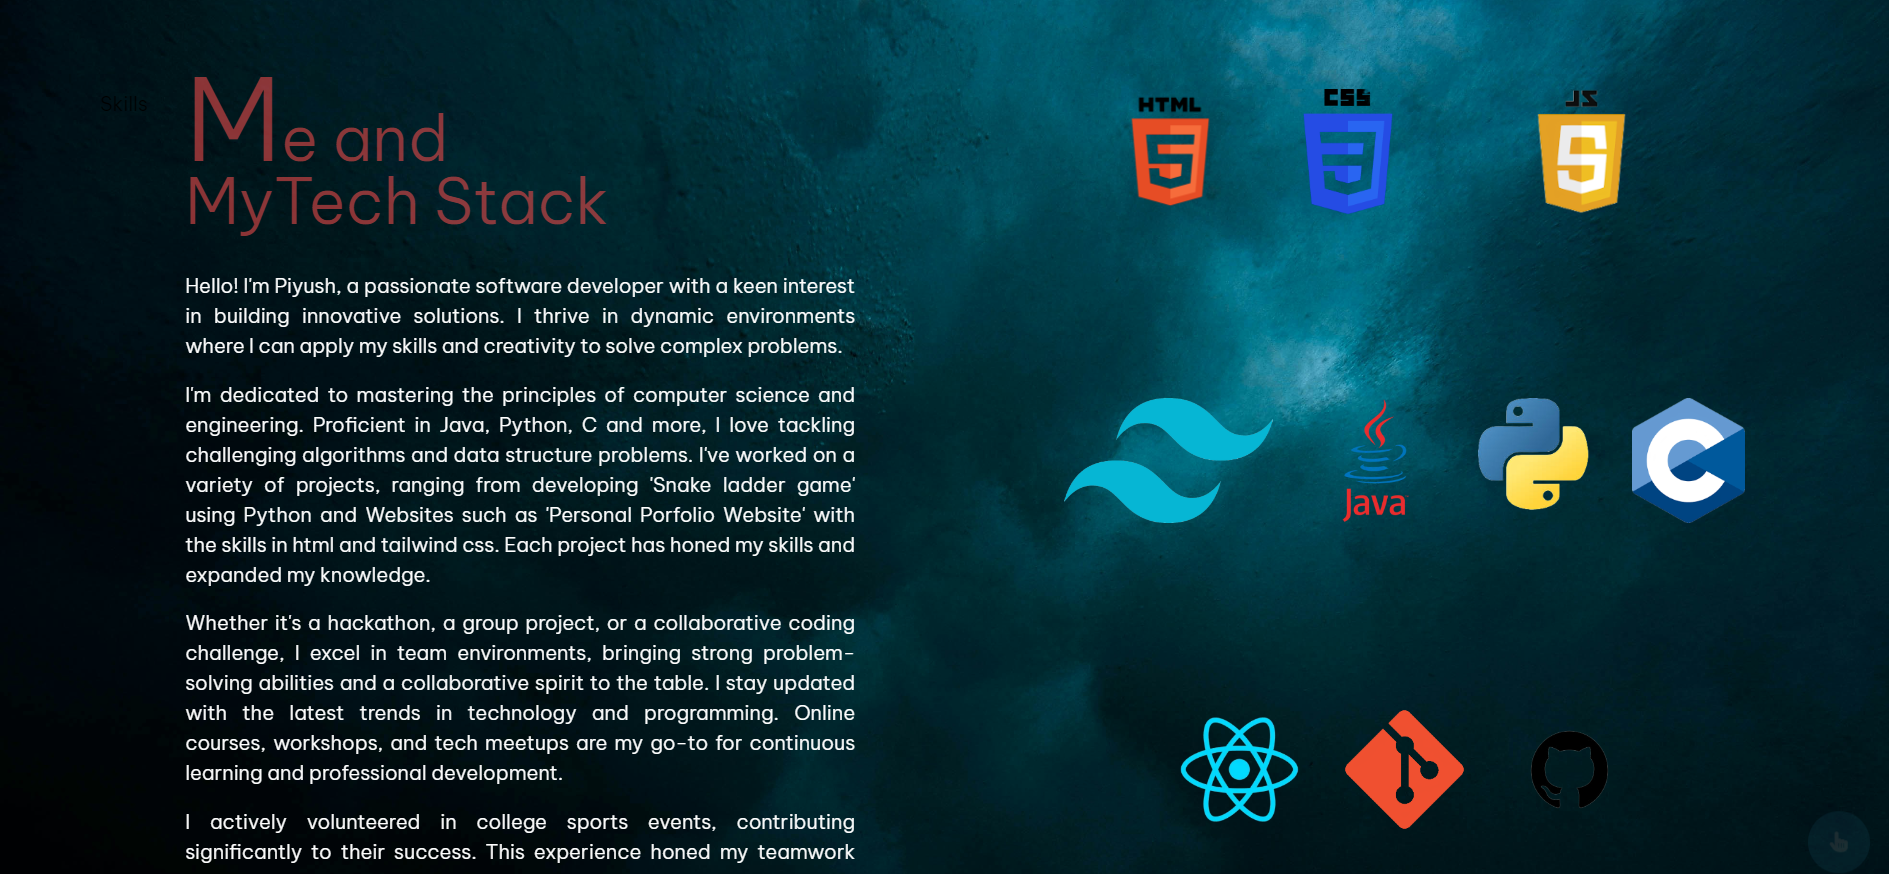 Skills
Me and
MyTech Stack
Hello! I'm Piyush, a passionate software developer with a keen interest
in building innovative solutions. I thrive in dynamic environments
where I can apply my skills and creativity to solve complex problems.
I'm dedicated to mastering the principles of computer science and
engineering. Proficient in Java, Python, C and more, I love tackling
challenging algorithms and data structure problems. I've worked on a
variety of projects, ranging from developing 'Snake ladder game'
using Python and Websites such as 'Personal Porfolio Website' with
the skills in html and tailwind css. Each project has honed my skills and
expanded my knowledge.
Whether it's a hackathon, a group project, or a collaborative coding
challenge, I excel in team environments, bringing strong problem-
solving abilities and a collaborative spirit to the table. I stay updated
with the latest trends in technology and programming. Online
courses, workshops, and tech meetups are my go-to for continuous
learning and professional development.
I actively volunteered in college sports events, contributing
significantly to their success. This experience honed my teamwork
HTML
5
CSS
3
JS
5
Java
C